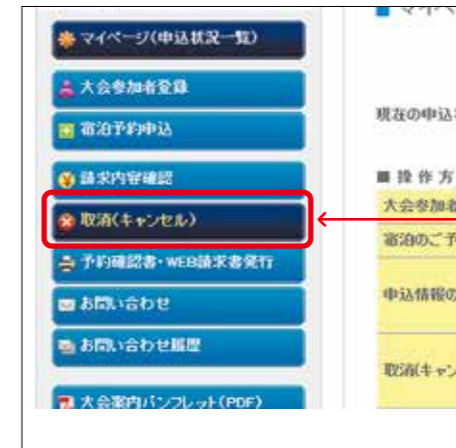 マイペ
マイページ(申込状況一覧)
大会参加者登録
宿泊予約申込
請求内容確認
取消(キャンセル)
予約確認書・WEB請求書発行
お問い合わせ
お問い合わせ履歴
大会案内パンフレット(PDF)
現在の申込
■ 操 作 方
大会参加者
宿泊のご予
申込情報の
取消(キャン